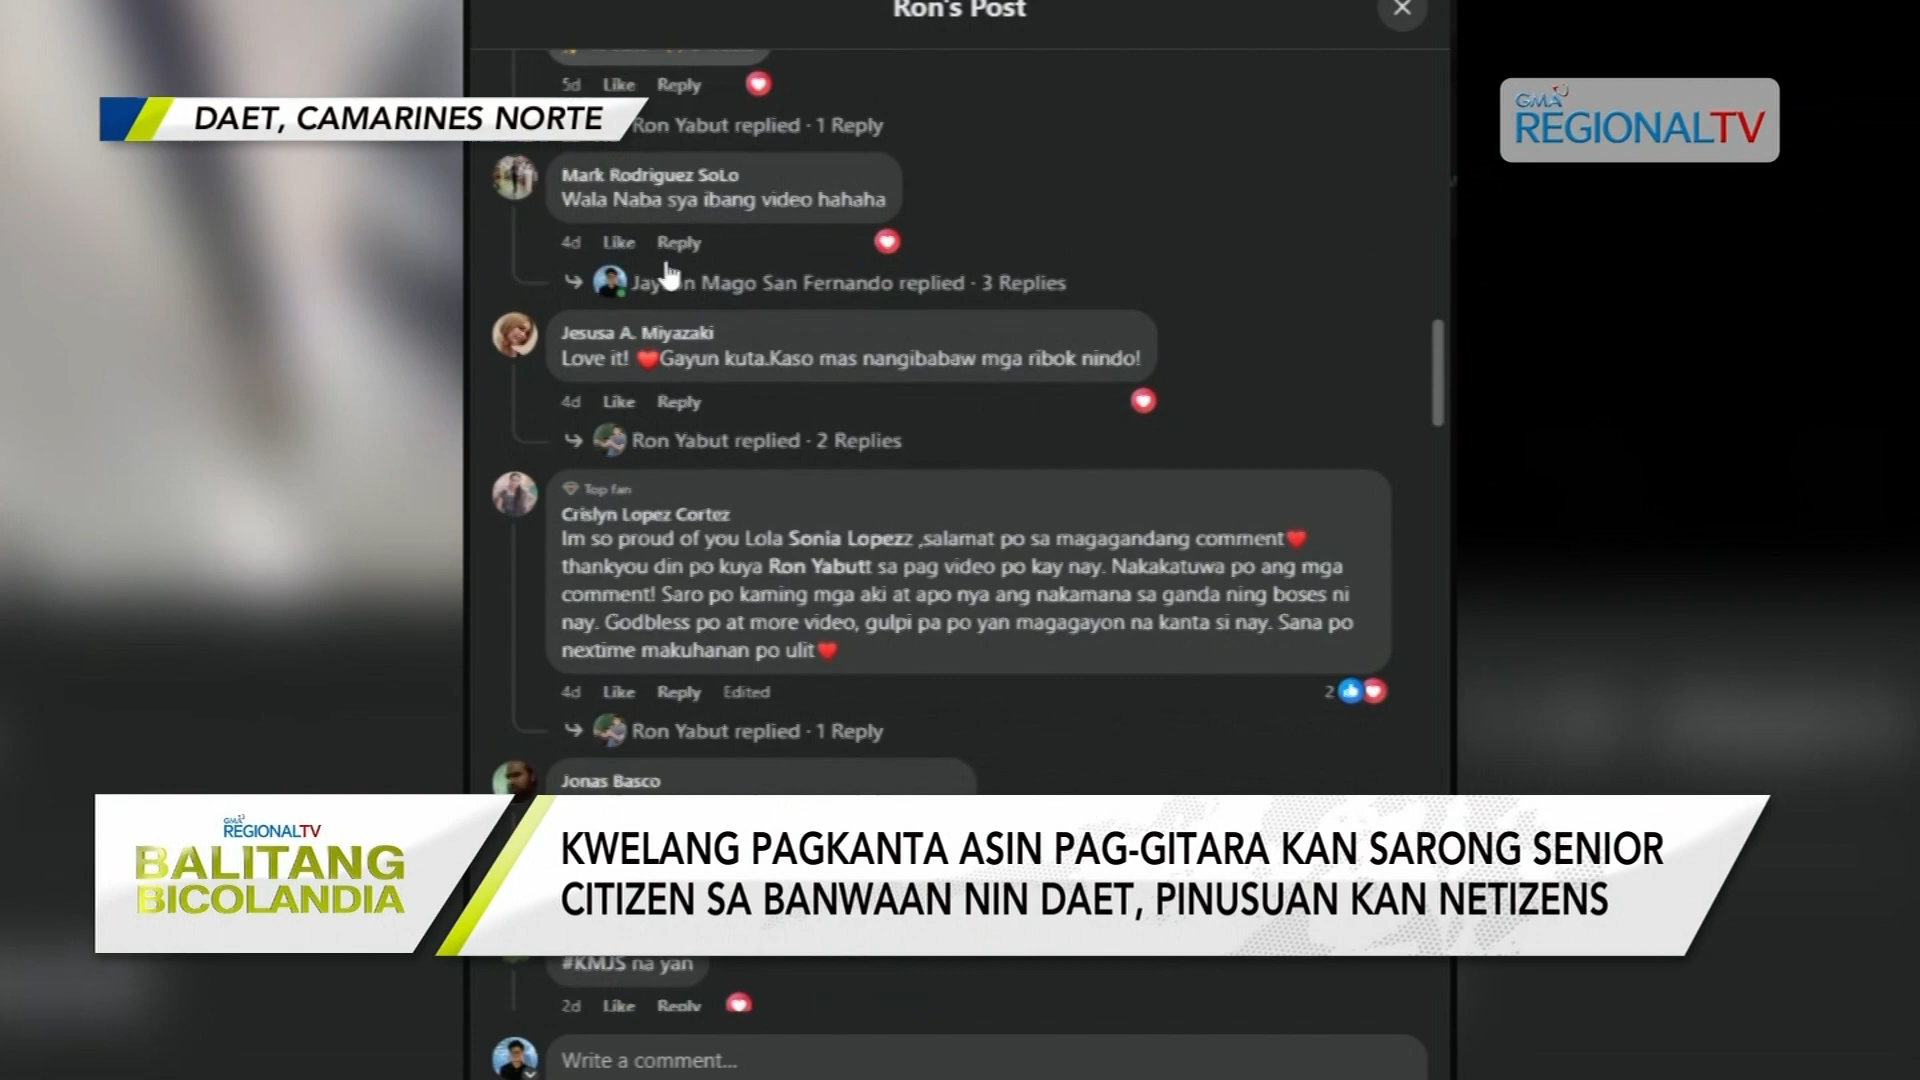 Ron's Post
5d Like Reply
DAET, CAMARINES NORTE
Ron Yabut replied · 1 Reply
GMA
REGIONALTV
Mark Rodriguez SoLo
Wala Naba sya ibang video hahaha
4d Like Reply
Mago San Fernando replied · 3 Replies
Jesusa A. Miyazaki
Love it! ❤️Gayun kuta.Kaso mas nangibabaw mga ribok nindo!
4d Like Reply
Ron Yabut replied · 2 Replies
Top fan
Crislyn Lopez Cortez
Im so proud of you Lola Sonia Lopezz ,salamat po sa magagandang comment❤️
thankyou din po kuya Ron Yabutt sa pag video po kay nay. Nakakatuwa po ang mga
comment! Saro po kaming mga aki at apo nya ang nakamana sa ganda ning boses ni
nay. Godbless po at more video, gulpi pa po yan magagayon na kanta si nay. Sana po
nextime makuhanan po ulit❤️
4d Like Reply Edited 2
Ron Yabut replied · 1 Reply
Jonas Basco
GMA
REGIONALTV
BALITANG
BICOLANDIA
KWELANG PAGKANTA ASIN PAG-GITARA KAN SARONG SENIOR
CITIZEN SA BANWAAN NIN DAET, PINUSUAN KAN NETIZENS
#KMJS na yan
2d Like Reply
Write a comment...